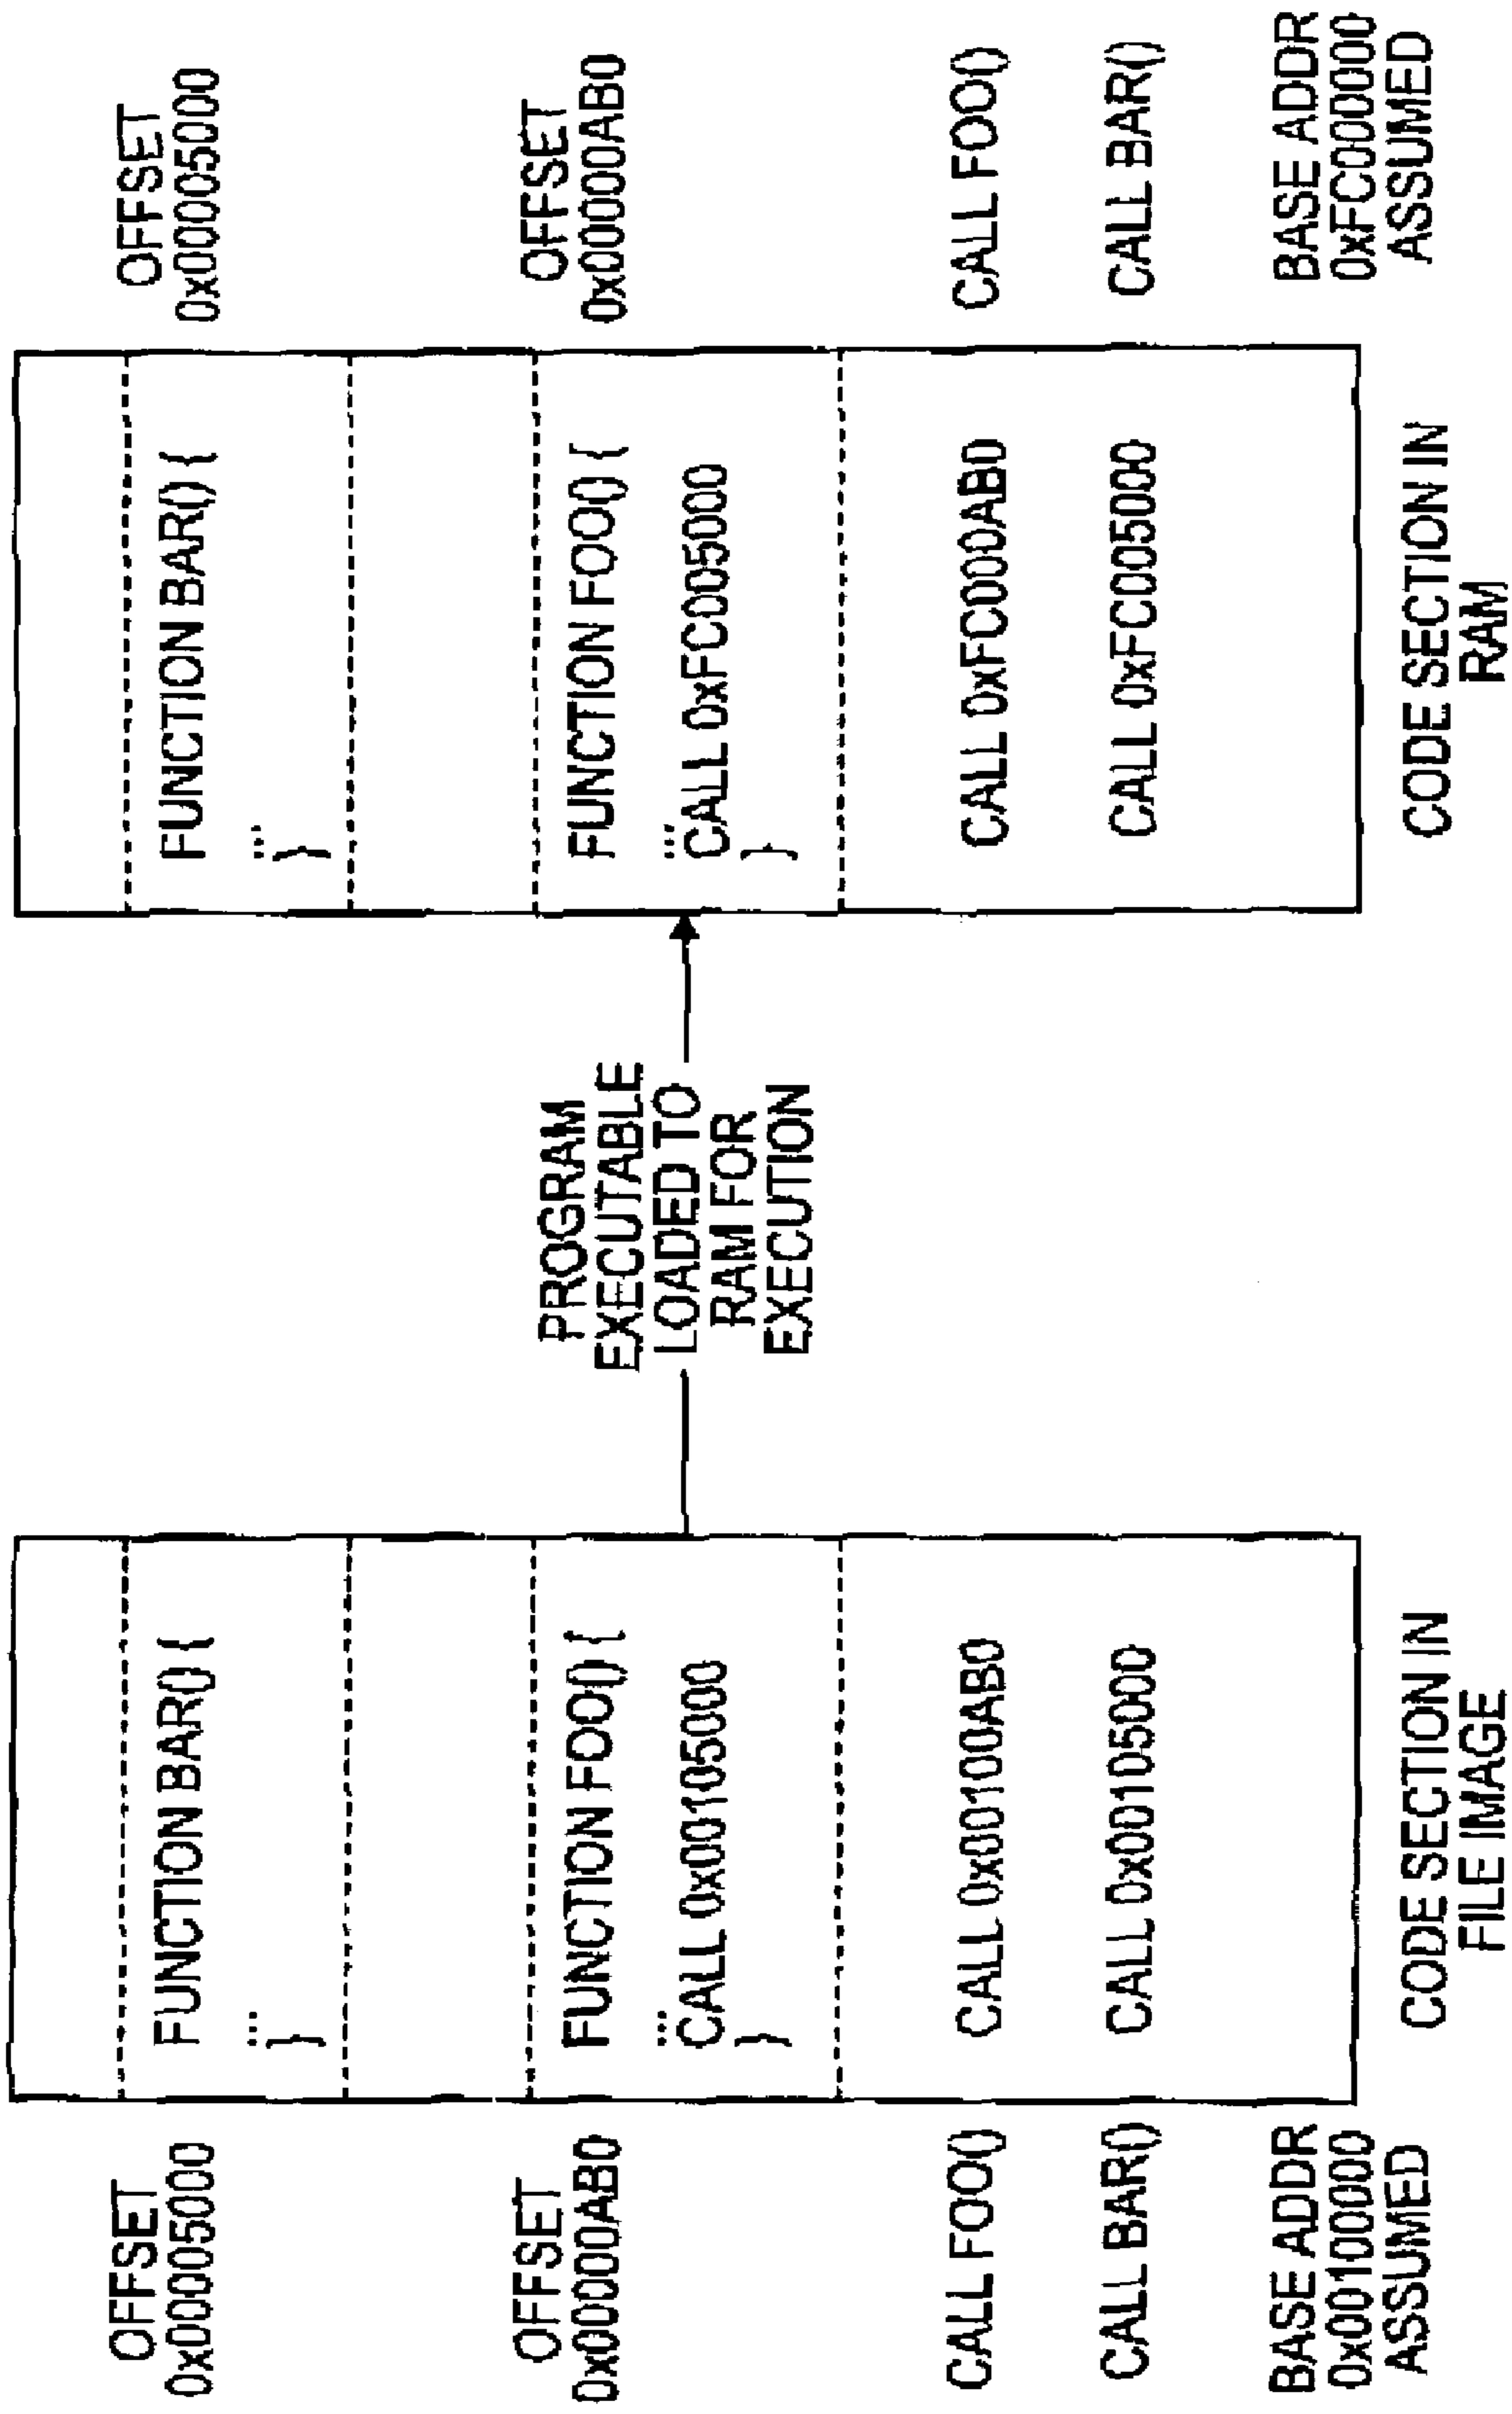 OFFSET
0x00005000
FUNCTION BAR() {
...
}
OFFSET
0x00000AB0
FUNCTION FOO() {
...
CALL 0x00105000
}
CALL FOO()
CALL 0x00100AB0
CALL BAR()
CALL 0x00105000
BASE ADDR
0x00100000
ASSUMED
CODE SECTION IN
FILE IMAGE
PROGRAM
EXECUTABLE
LOADED TO
RAM FOR
EXECUTION
FUNCTION BAR() {
...
}
OFFSET
0x00005000
FUNCTION FOO() {
...
CALL 0xFC005000
}
OFFSET
0x00000AB0
CALL 0xFC000AB0
CALL FOO()
CALL 0xFC005000
CALL BAR()
BASE ADDR
0xFC000000
ASSUMED
CODE SECTION IN
RAM